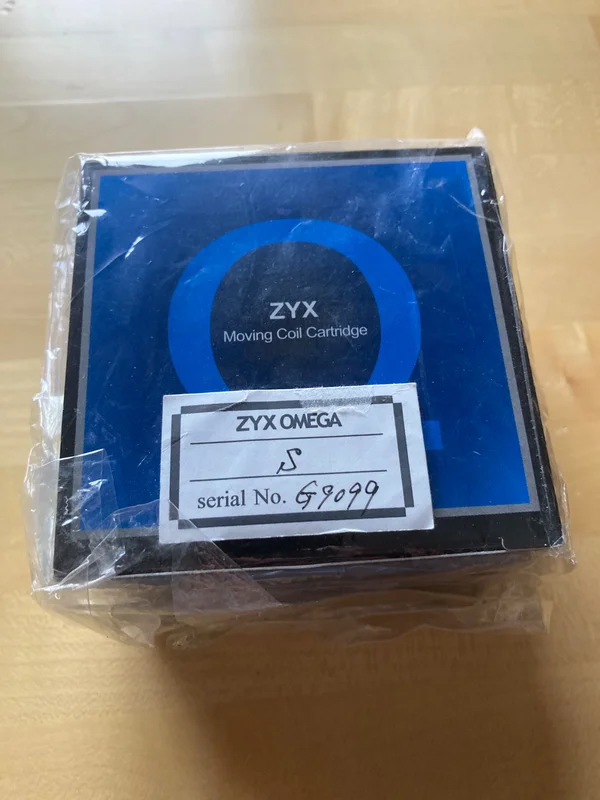 ZYX
Moving Coil Cartridge
ZYX OMEGA
S
serial No. G9099